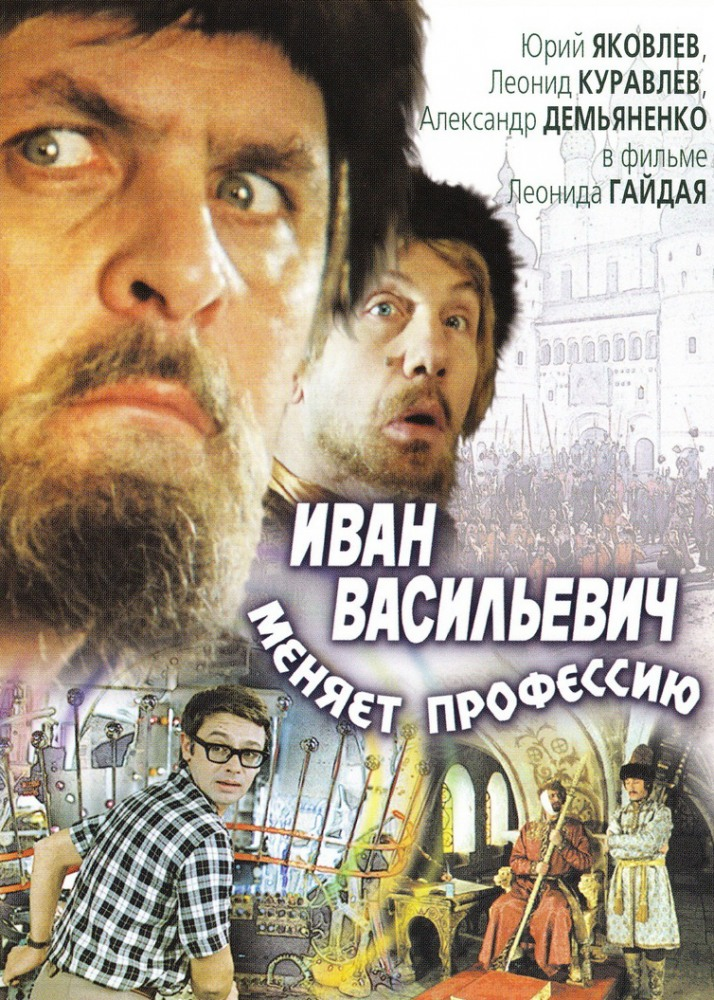 Юрий ЯКОВЛЕВ,
Леонид КУРАВЛЕВ,
Александр ДЕМЬЯНЕНКО
в фильме
Леонида ГАЙДАЯ
ИВАН
ВАСИЛЬЕВИЧ
МЕНЯЕТ ПРОФЕССИЮ